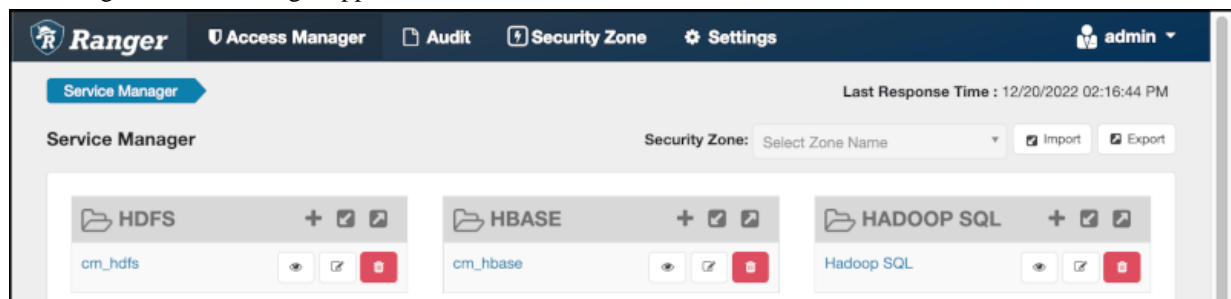 Ranger Access Manager Audit Security Zone Settings admin
Service Manager Last Response Time : 12/20/2022 02:16:44 PM
Service Manager Security Zone: Select Zone Name Import Export
HDFS HBASE HADOOP SQL
cm_hdfs cm_hbase Hadoop SQL